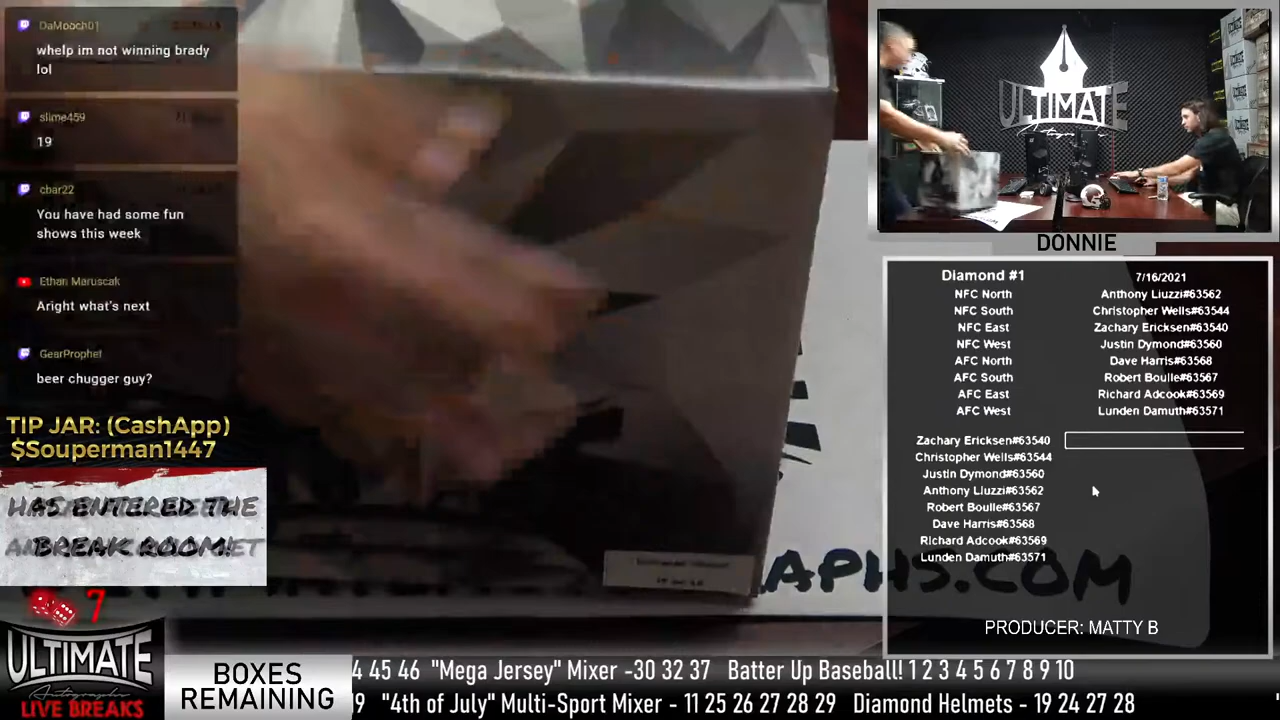 DaMooch01
whelp im not winning brady
lol
slime459
19
cbar22
You have had some fun
shows this week
Ethan Maruscak
Aright what's next
GearProphet
beer chugger guy?
TIP JAR: (CashApp)
$Souperman1447
HAS ENTERED THE
BREAK ROOM!
7
ULTIMATE
Autographs
LIVE BREAKS
BOXES
REMAINING
4 45 46 "Mega Jersey" Mixer -30 32 37 Batter Up Baseball! 1 2 3 4 5 6 7 8 9 10
9 "4th of July" Multi-Sport Mixer - 11 25 26 27 28 29 Diamond Helmets - 19 24 27 28
APHS.COM
ULTIMATE
DONNIE
Diamond #1 7/16/2021
NFC North Anthony Liuzzi#63562
NFC South Christopher Wells#63544
NFC East Zachary Ericksen#63540
NFC West Justin Dymond#63560
AFC North Dave Harris#63568
AFC South Robert Boulle#63567
AFC East Richard Adcook#63569
AFC West Lunden Damuth#63571
Zachary Ericksen#63540
Christopher Wells#63544
Justin Dymond#63560
Anthony Liuzzi#63562
Robert Boulle#63567
Dave Harris#63568
Richard Adcook#63569
Lunden Damuth#63571
PRODUCER: MATTY B